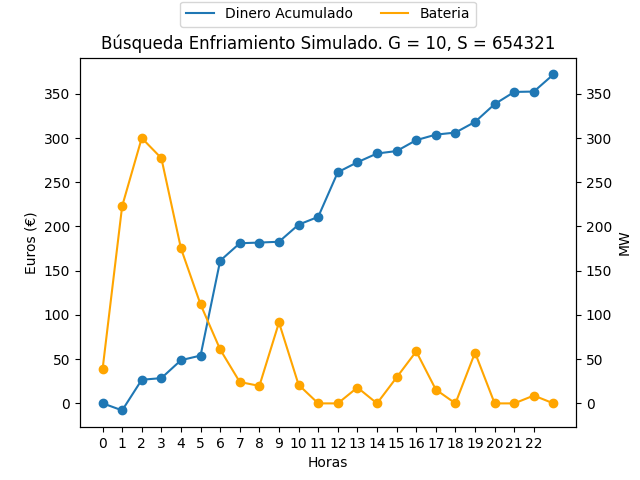 Dinero Acumulado Bateria
Búsqueda Enfriamiento Simulado. G = 10, S = 654321
350 350
300 300
250 250
200 200
150 150
100 100
50 50
0 0
Euros (€)
MW
0 1 2 3 4 5 6 7 8 9 10 11 12 13 14 15 16 17 18 19 20 21 22
Horas